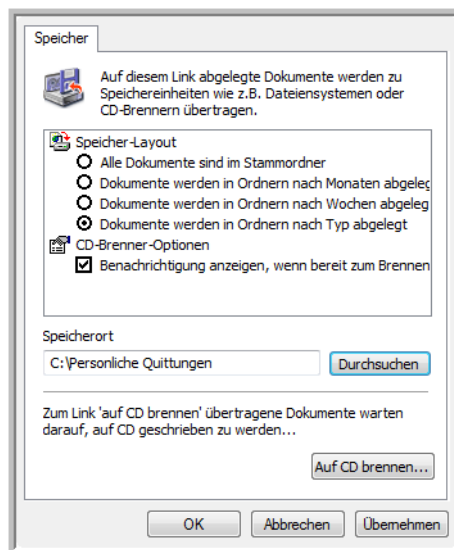 Speicher
Auf diesem Link abgelegte Dokumente werden zu
Speichereinheiten wie z.B. Dateiensystemen oder
CD-Brennern übertragen.
Speicher-Layout
Alle Dokumente sind im Stammordner
Dokumente werden in Ordnern nach Monaten abgeleg
Dokumente werden in Ordnern nach Wochen abgeleg
Dokumente werden in Ordnern nach Typ abgelegt
CD-Brenner-Optionen
Benachrichtigung anzeigen, wenn bereit zum Brennen
Speicherort
C:\Personliche Quittungen
Durchsuchen
Zum Link 'auf CD brennen' übertragene Dokumente warten
darauf, auf CD geschrieben zu werden...
Auf CD brennen...
OK Abbrechen Übernehmen